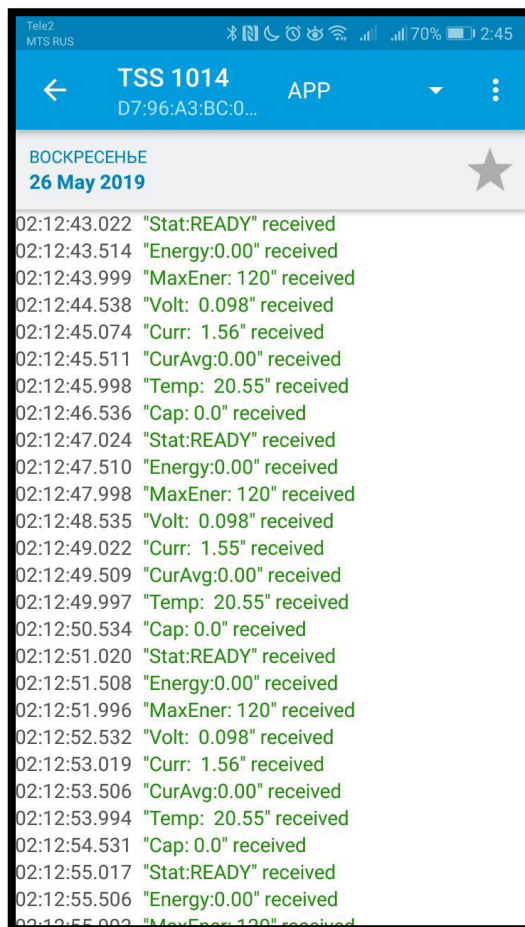 Tele2
MTS RUS
70% 2:45
TSS 1014
D7:96:A3:BC:0...
APP
ВОСКРЕСЕНЬЕ
26 May 2019
02:12:43.022 "Stat:READY" received
02:12:43.514 "Energy:0.00" received
02:12:43.999 "MaxEner: 120" received
02:12:44.538 "Volt:  0.098" received
02:12:45.074 "Curr:  1.56" received
02:12:45.511 "CurAvg:0.00" received
02:12:45.998 "Temp:  20.55" received
02:12:46.536 "Cap: 0.0" received
02:12:47.024 "Stat:READY" received
02:12:47.510 "Energy:0.00" received
02:12:47.998 "MaxEner: 120" received
02:12:48.535 "Volt:  0.098" received
02:12:49.022 "Curr:  1.55" received
02:12:49.509 "CurAvg:0.00" received
02:12:49.997 "Temp:  20.55" received
02:12:50.534 "Cap: 0.0" received
02:12:51.020 "Stat:READY" received
02:12:51.508 "Energy:0.00" received
02:12:51.996 "MaxEner: 120" received
02:12:52.532 "Volt:  0.098" received
02:12:53.019 "Curr:  1.56" received
02:12:53.506 "CurAvg:0.00" received
02:12:53.994 "Temp:  20.55" received
02:12:54.531 "Cap: 0.0" received
02:12:55.017 "Stat:READY" received
02:12:55.506 "Energy:0.00" received
02:12:55.993 "MaxEner: 120" received